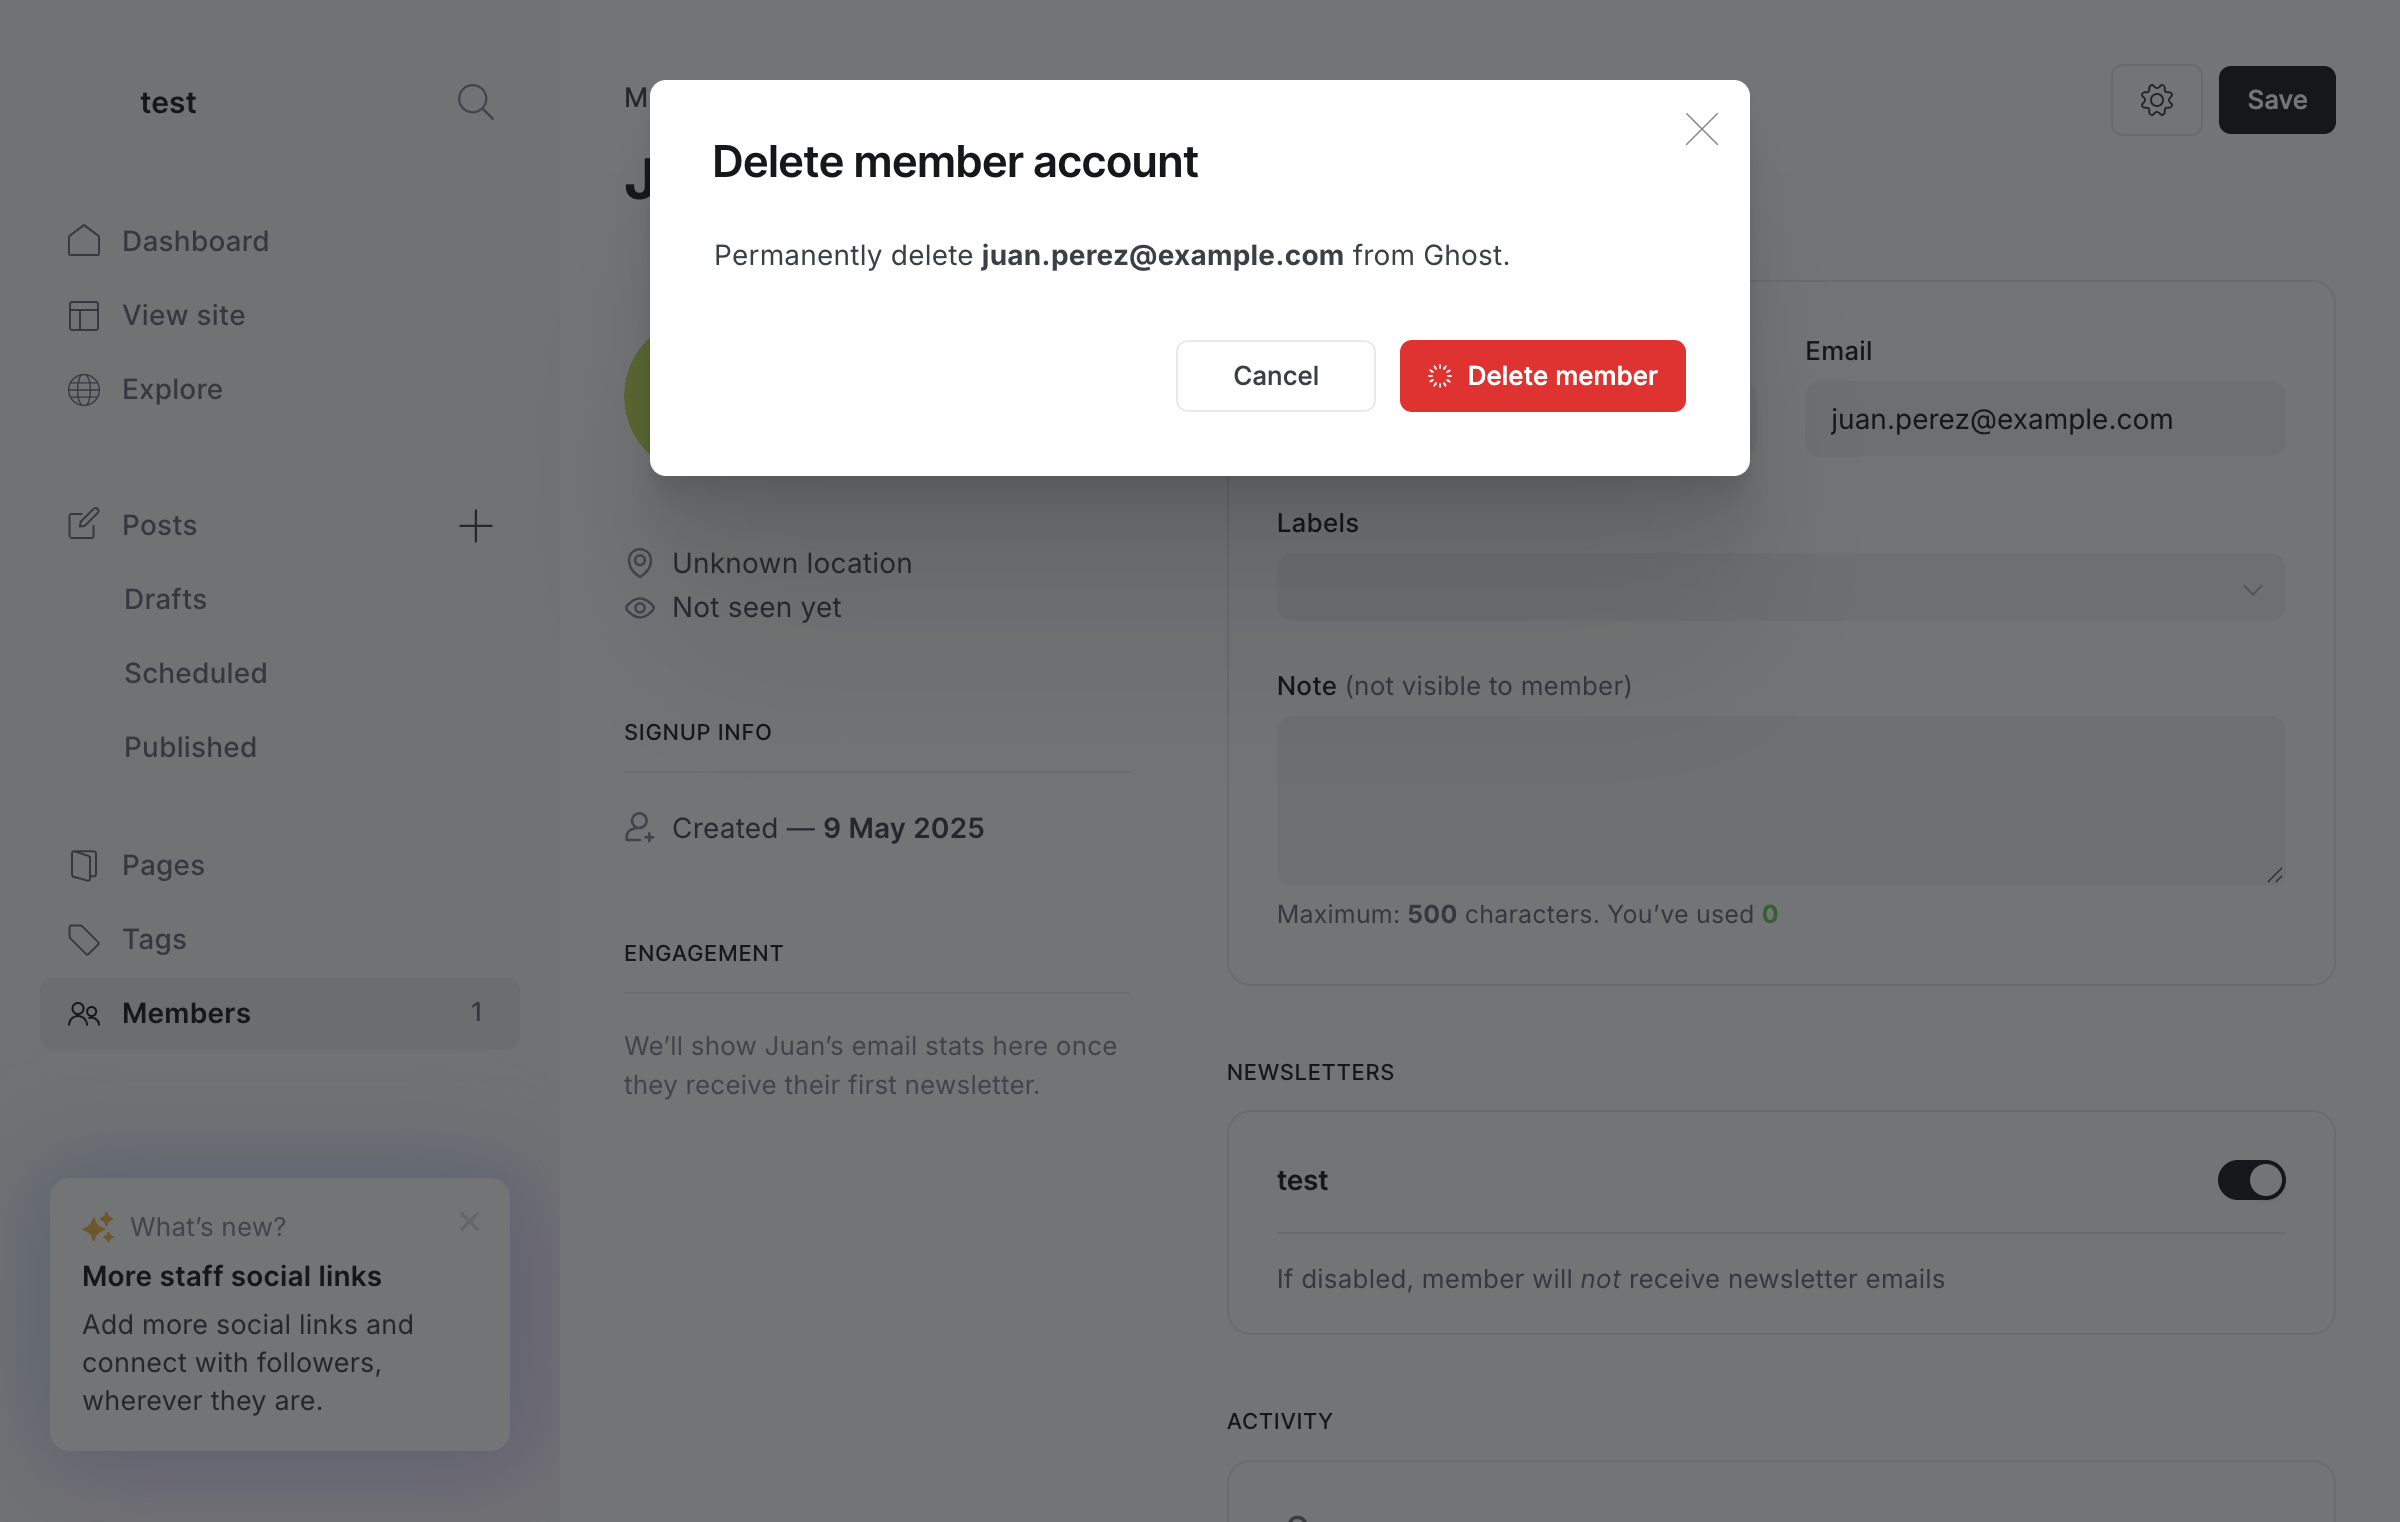 test
Dashboard
View site
Explore
Posts
Drafts
Scheduled
Published
Pages
Tags
Members 1
What's new?
More staff social links
Add more social links and
connect with followers,
wherever they are.
Save
Delete member account
Permanently delete juan.perez@example.com from Ghost.
Cancel
Delete member
Unknown location
Not seen yet
SIGNUP INFO
Created — 9 May 2025
ENGAGEMENT
We'll show Juan's email stats here once
they receive their first newsletter.
Email
juan.perez@example.com
Labels
Note (not visible to member)
Maximum: 500 characters. You've used 0
NEWSLETTERS
test
If disabled, member will not receive newsletter emails
ACTIVITY